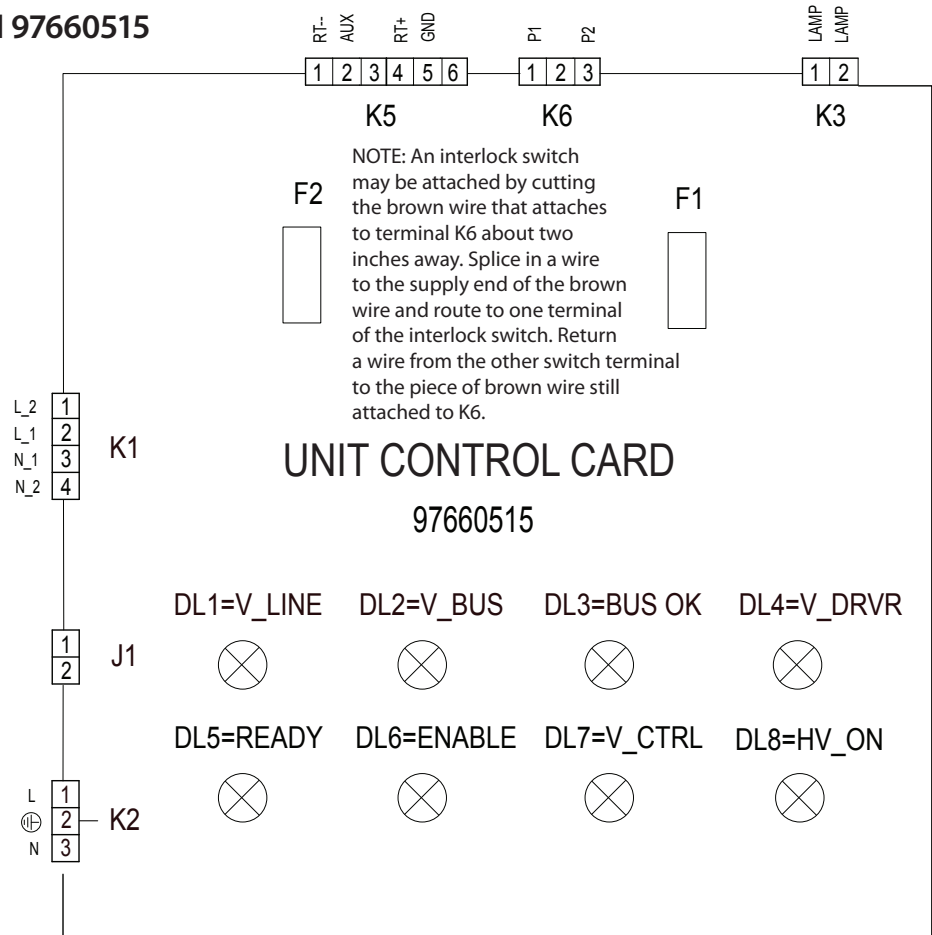 97660515
RT-- AUX RT+ GND P1 P2 LAMP LAMP
1 2 3 4 5 6 1 2 3 1 2
K5 K6 K3
NOTE: An interlock switch
may be attached by cutting
the brown wire that attaches
to terminal K6 about two
inches away. Splice in a wire
to the supply end of the brown
wire and route to one terminal
of the interlock switch. Return
a wire from the other switch terminal
to the piece of brown wire still
attached to K6.
F2
F1
L_2 1
L_1 2
N_1 3
N_2 4
K1
UNIT CONTROL CARD
97660515
DL1=V_LINE DL2=V_BUS DL3=BUS OK DL4=V_DRVR
1
2
J1
DL5=READY DL6=ENABLE DL7=V_CTRL DL8=HV_ON
L 1
2 K2
N 3